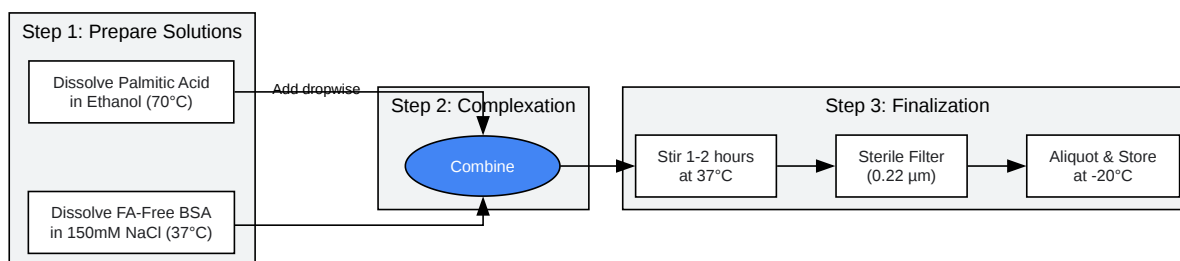 Step 1: Prepare Solutions
Dissolve Palmitic Acid
in Ethanol (70°C)
Add dropwise
Dissolve FA-Free BSA
in 150mM NaCl (37°C)
Step 2: Complexation
Combine
Step 3: Finalization
Stir 1-2 hours
at 37°C
Sterile Filter
(0.22 µm)
Aliquot & Store
at -20°C